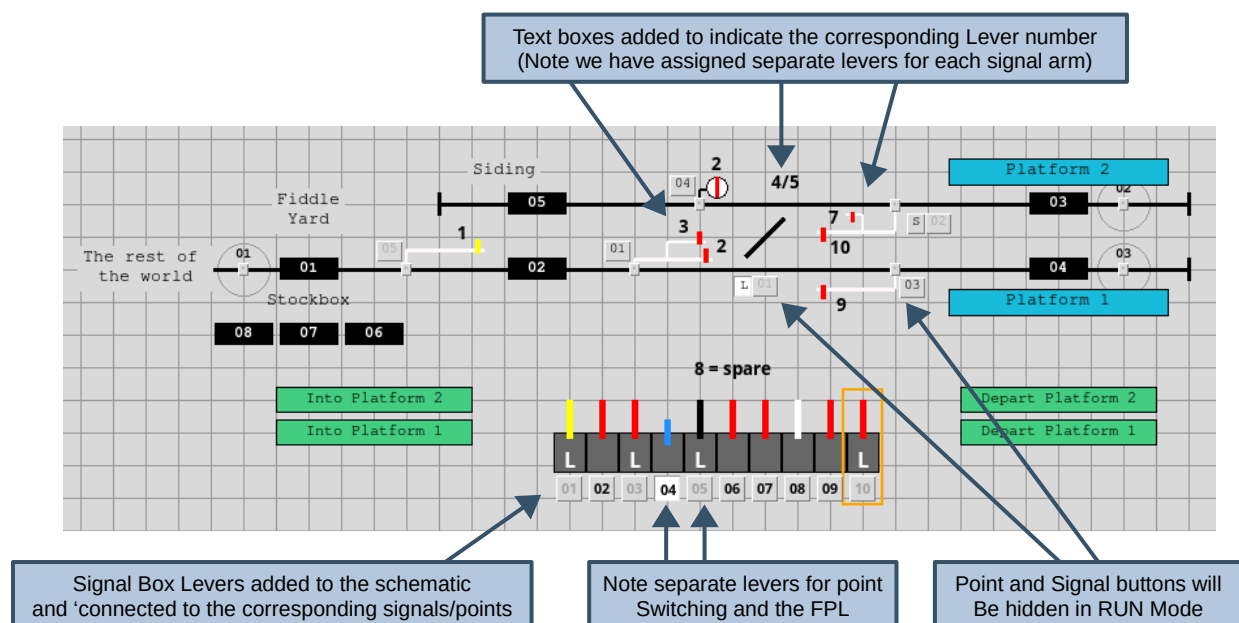 Text boxes added to indicate the corresponding Lever number
(Note we have assigned separate levers for each signal arm)
Siding
04
2
4/5
Platform 2
Fiddle
Yard
05
03
02
1
3
7
S 02
The rest of
the world
01
01
05
02
01
2
10
04
03
L 01
03
Stockbox
9
Platform 1
08 07 06
8 = spare
Into Platform 2
Depart Platform 2
Into Platform 1
Depart Platform 1
L L L L
01 02 03 04 05 06 07 08 09 10
Signal Box Levers added to the schematic
and ‘connected to the corresponding signals/points
Note separate levers for point
Switching and the FPL
Point and Signal buttons will
Be hidden in RUN Mode